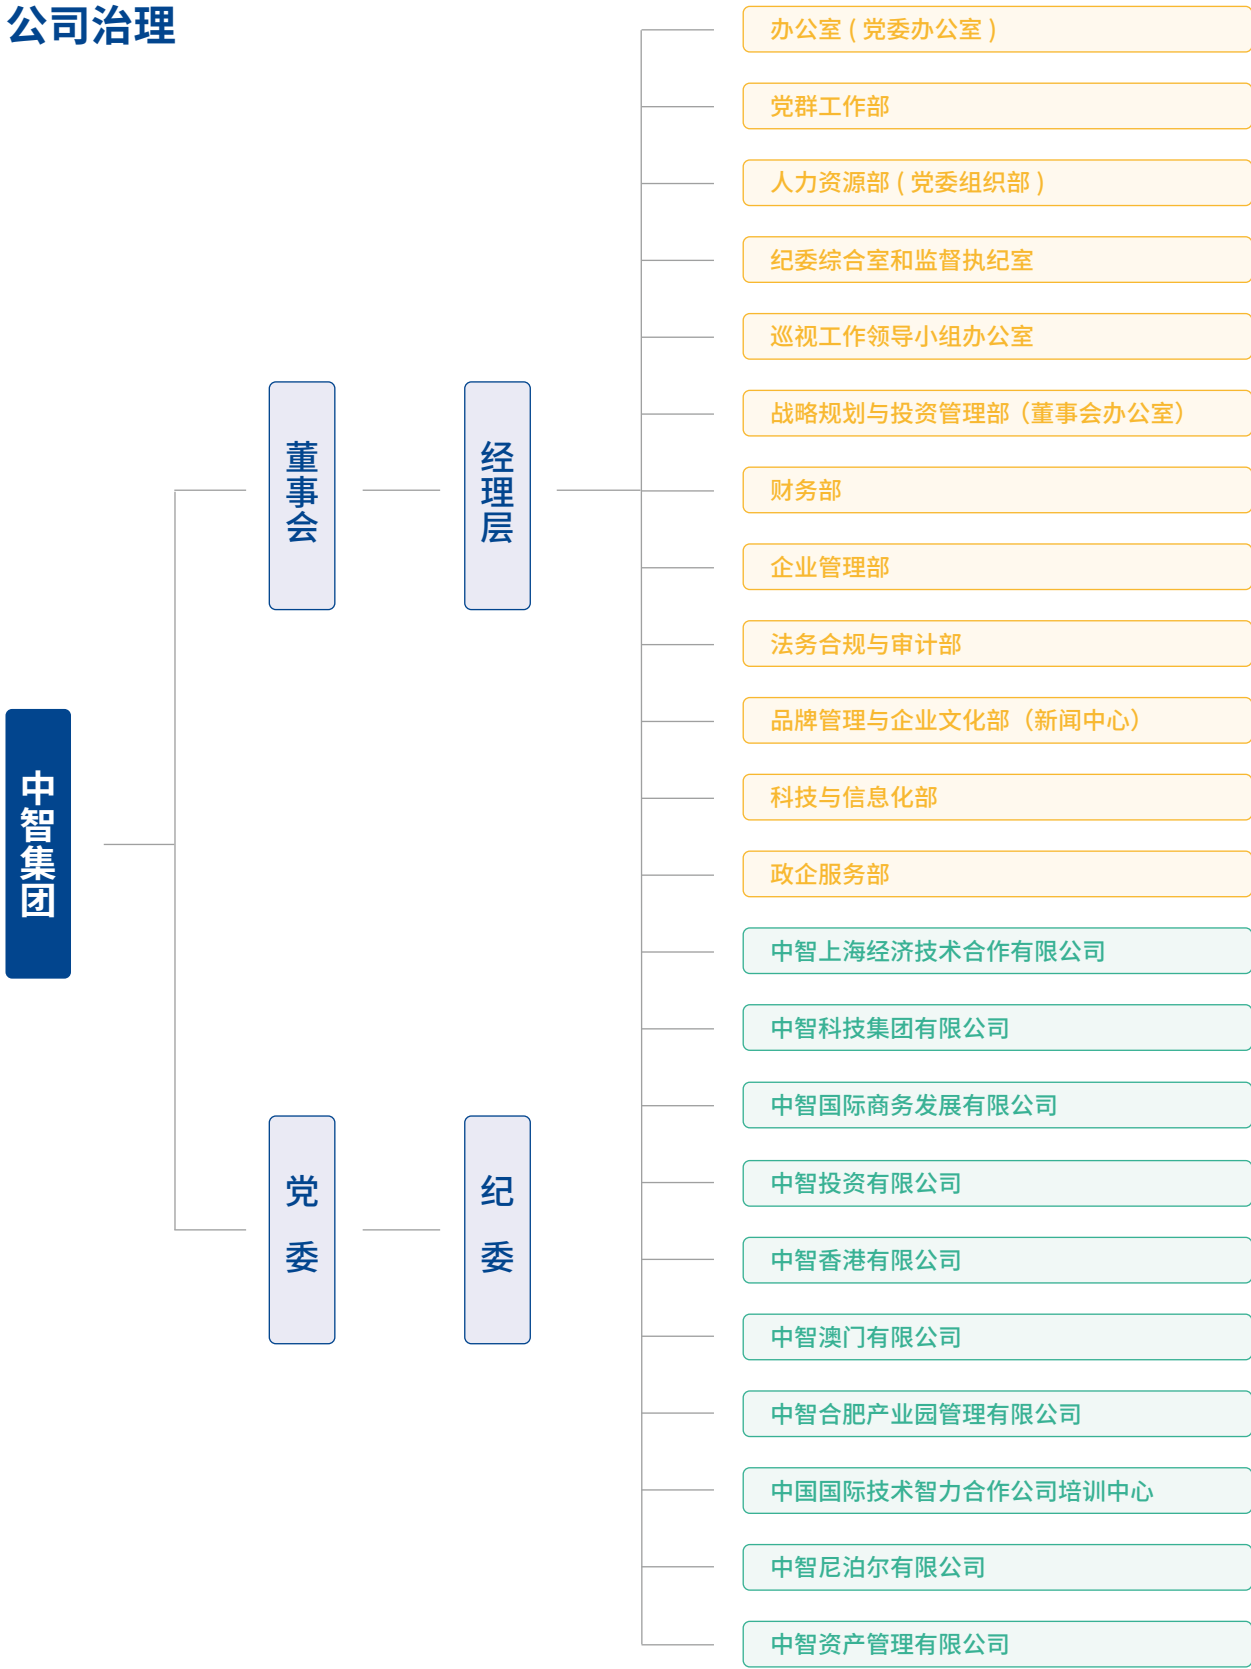 公司治理
中智集团
董事会
经理层
党委
纪委
办公室 ( 党委办公室 )
党群工作部
人力资源部 ( 党委组织部 )
纪委综合室和监督执纪室
巡视工作领导小组办公室
战略规划与投资管理部（董事会办公室）
财务部
企业管理部
法务合规与审计部
品牌管理与企业文化部（新闻中心）
科技与信息化部
政企服务部
中智上海经济技术合作有限公司
中智科技集团有限公司
中智国际商务发展有限公司
中智投资有限公司
中智香港有限公司
中智澳门有限公司
中智合肥产业园管理有限公司
中国国际技术智力合作公司培训中心
中智尼泊尔有限公司
中智资产管理有限公司